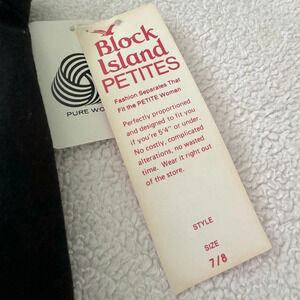 Block
Island
PETITES
Fashion Separates That
Fit the PETITE Woman
Perfectly proportioned
and designed to fit you
if you're 5'4" or under.
No costly, complicated
alterations, no wasted
time. Wear it right out
of the store.
STYLE
SIZE
7/8
PURE WO